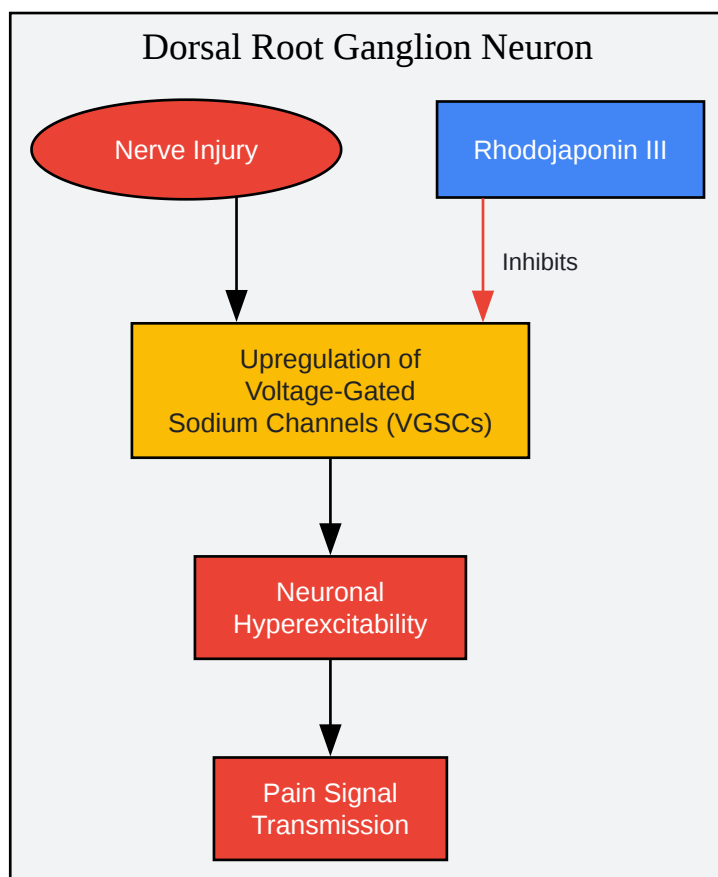 Dorsal Root Ganglion Neuron
Nerve Injury
Rhodojaponin III
Inhibits
Upregulation of
Voltage-Gated
Sodium Channels (VGSCs)
Neuronal
Hyperexcitability
Pain Signal
Transmission